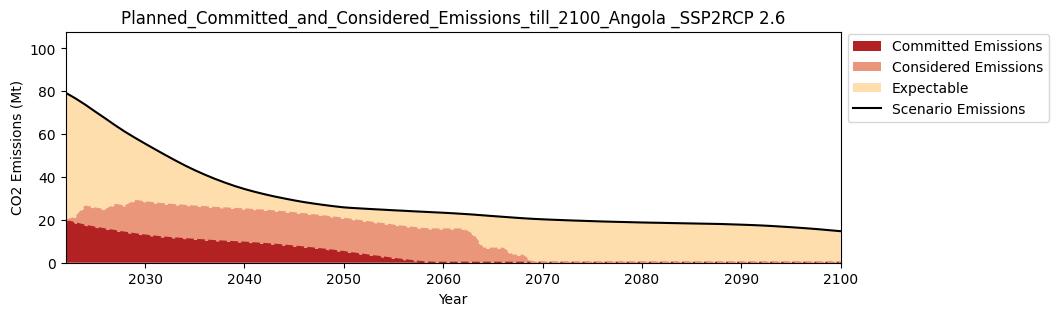 Planned_Committed_and_Considered_Emissions_till_2100_Angola _SSP2RCP 2.6
CO2 Emissions (Mt)
100
80
60
40
20
0
2030 2040 2050 2060 2070 2080 2090 2100
Year
Committed Emissions
Considered Emissions
Expectable
Scenario Emissions